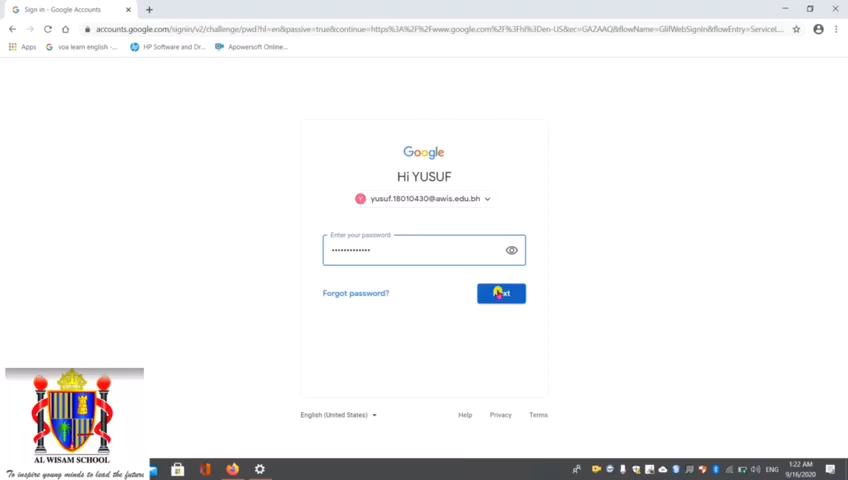 Sign in - Google Accounts
accounts.google.com/signin/v2/challenge/pwd?hl=en&passive=true&continue=https%3A%2F%2Fwww.google.com%2F%3Fhl%3Den-US&ec=GAZAAQ&flowName=GlifWebSignIn&flowEntry=ServiceL...
Apps voa learn english -... HP Software and Dr... Apowersoft Online...
Google
Hi YUSUF
Y yusuf.18010430@awis.edu.bh
Enter your password
Forgot password?
English (United States) Help Privacy Terms
AL WISAM SCHOOL
To inspire young minds to lead the future
ENG 1:22 AM
9/16/2020